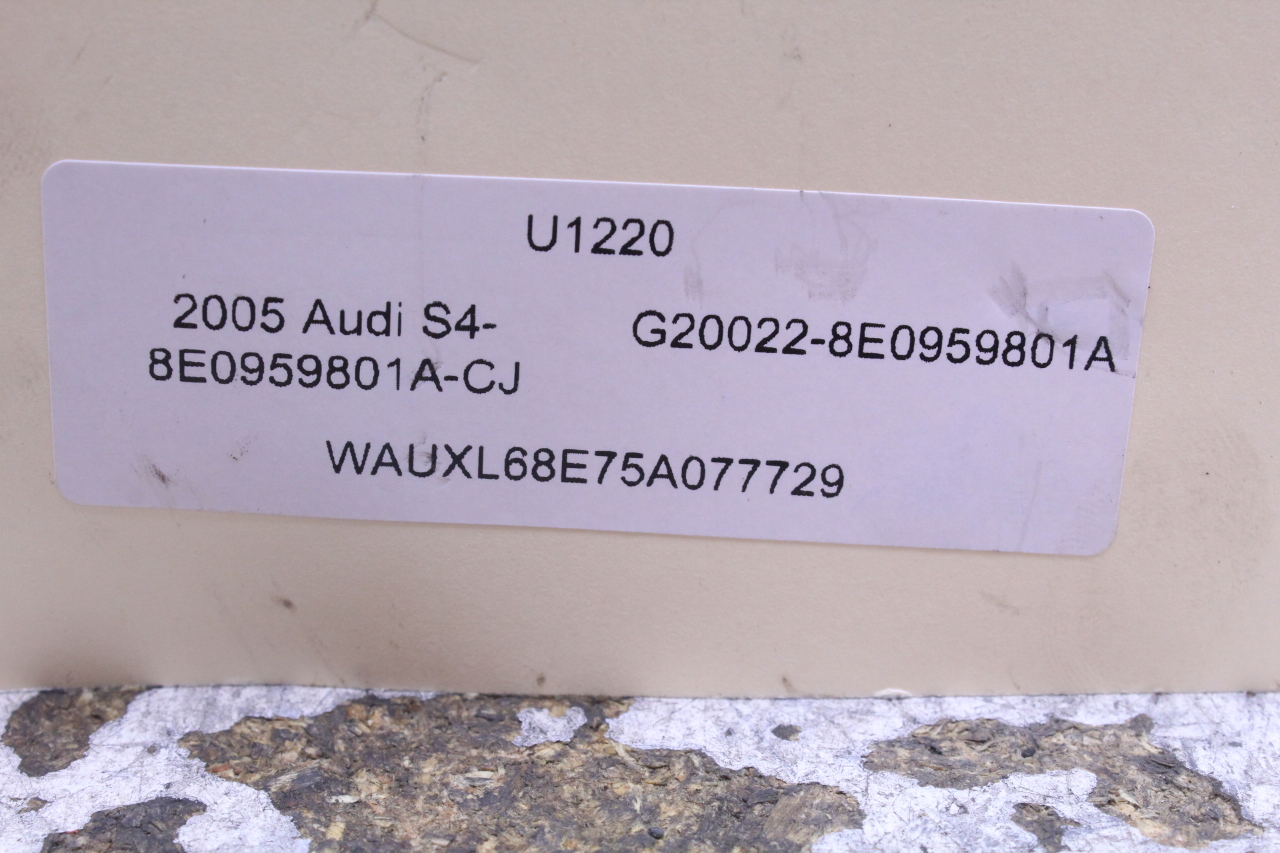 U1220
2005 Audi S4-
8E0959801A-CJ
G20022-8E0959801A
WAUXL68E75A077729